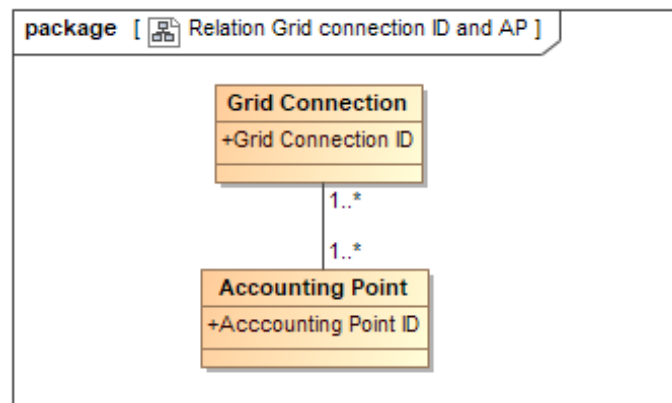 package [ Relation Grid connection ID and AP ]
Grid Connection
+Grid Connection ID
1..*
1..*
Accounting Point
+Acccounting Point ID